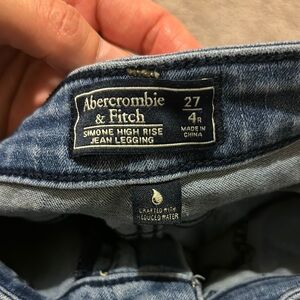 Abercrombie
& Fitch
SIMONE HIGH RISE
JEAN LEGGING
27
4R
MADE IN
CHINA
CRAFTED WITH
REDUCED WATER